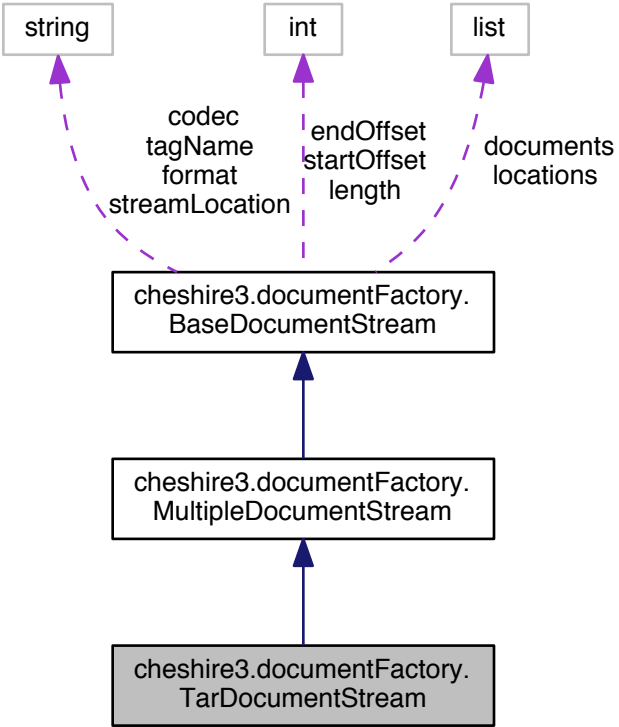 string
int
list
codec
tagName
format
streamLocation
endOffset
startOffset
length
documents
locations
cheshire3.documentFactory.
BaseDocumentStream
cheshire3.documentFactory.
MultipleDocumentStream
cheshire3.documentFactory.
TarDocumentStream